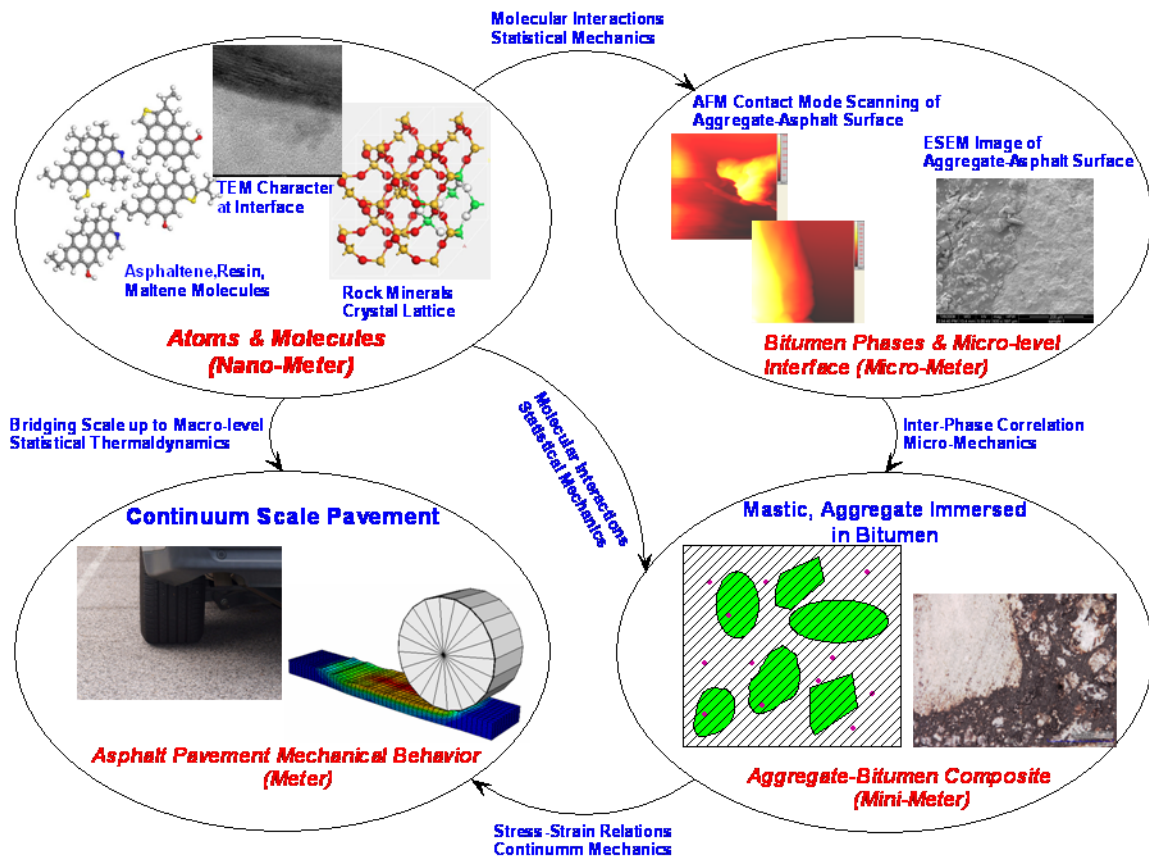 Molecular Interactions
Statistical Mechanics
TEM Character
at Interface
Asphaltene,Resin,
Maltene Molecules
Rock Minerals
Crystal Lattice
Atoms & Molecules
(Nano-Meter)
AFM Contact Mode Scanning of
Aggregate-Asphalt Surface
ESEM Image of
Aggregate-Asphalt Surface
Bitumen Phases & Micro-level
Interface (Micro-Meter)
Bridging Scale up to Macro-level
Statistical Thermaldynamics
Molecular Interactions
Statistical Mechanics
Inter-Phase Correlation
Micro-Mechanics
Continuum Scale Pavement
Asphalt Pavement Mechanical Behavior
(Meter)
Mastic, Aggregate Immersed
in Bitumen
Aggregate-Bitumen Composite
(Mini-Meter)
Stress-Strain Relations
Continumm Mechanics